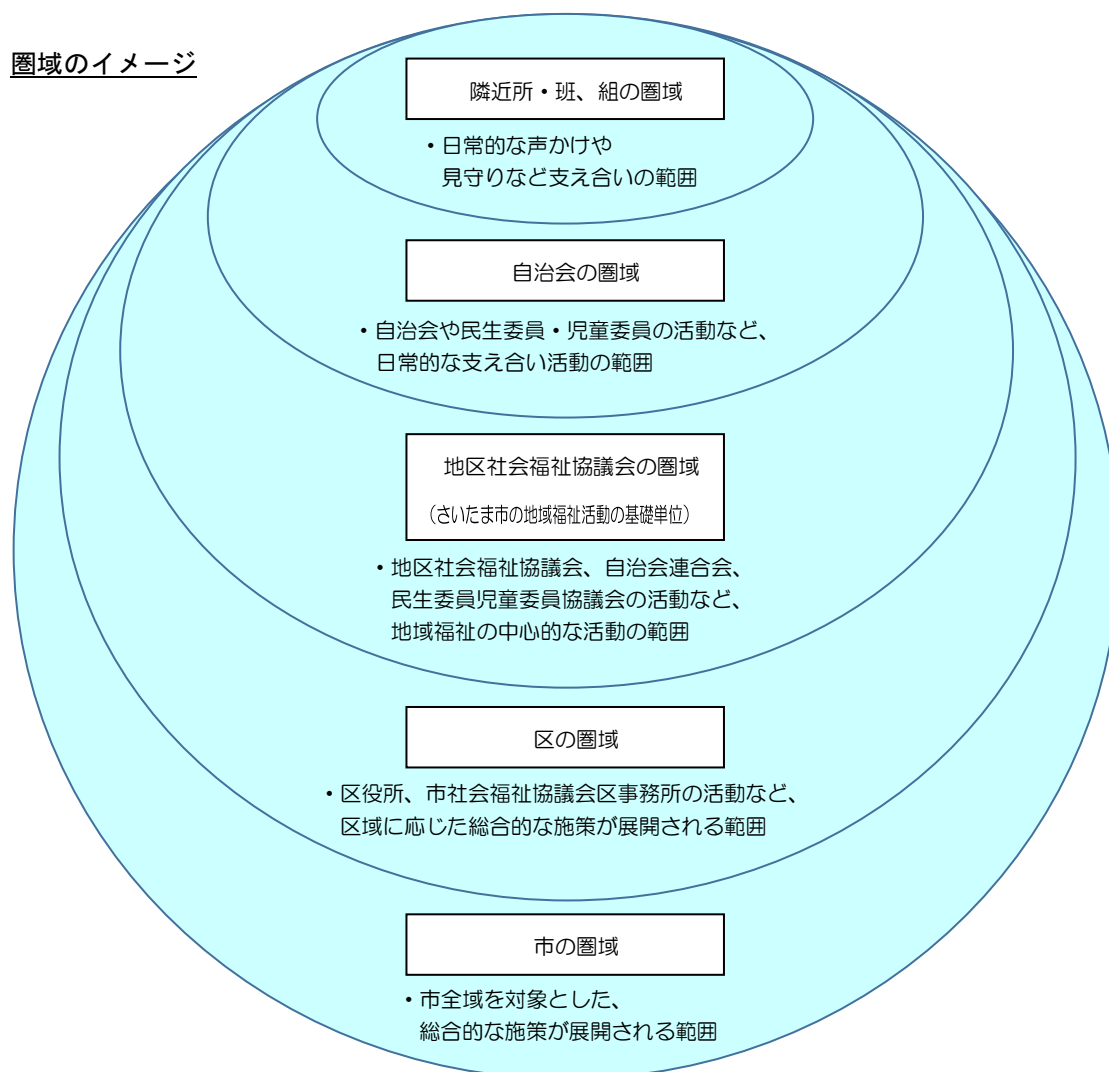 圏域のイメージ
隣近所・班、組の圏域
・日常的な声かけや
見守りなど支え合いの範囲
自治会の圏域
・自治会や民生委員・児童委員の活動など、
日常的な支え合い活動の範囲
地区社会福祉協議会の圏域
（さいたま市の地域福祉活動の基礎単位）
・地区社会福祉協議会、自治会連合会、
民生委員児童委員協議会の活動など、
地域福祉の中心的な活動の範囲
区の圏域
・区役所、市社会福祉協議会区事務所の活動など、
区域に応じた総合的な施策が展開される範囲
市の圏域
・市全域を対象とした、
総合的な施策が展開される範囲